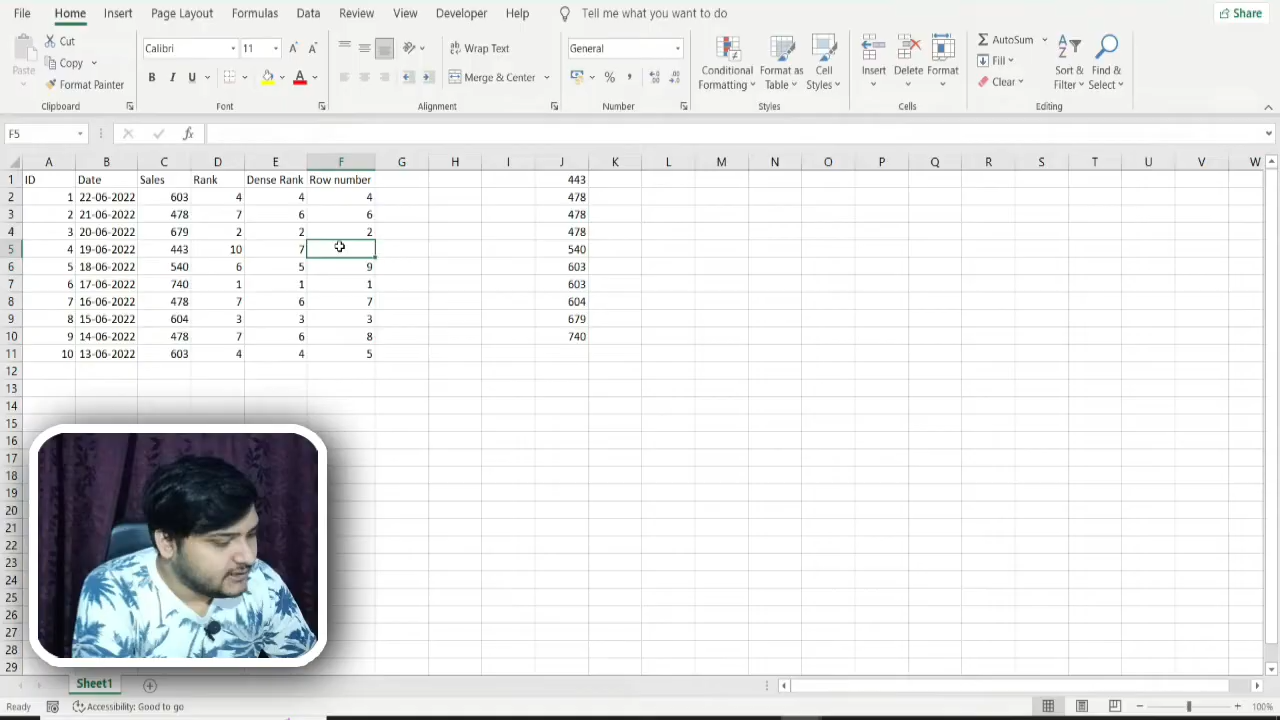 File Home Insert Page Layout Formulas Data Review View Developer Help Tell me what you want to do Share
Paste Cut Copy Format Painter
Clipboard
Calibri 11 A A
B I U A
Font
Wrap Text
Merge & Center
Alignment
General
% ,
Number
Conditional Formatting Format as Table Cell Styles
Styles
Insert Delete Format
Cells
AutoSum Fill Clear
Sort & Filter Find & Select
Editing
F5 fx
A B C D E F G H I J K L M N O P Q R S T U V W
1 ID Date Sales Rank Dense Rank Row number 443
2 1 22-06-2022 603 4 4 4 478
3 2 21-06-2022 478 7 6 6 478
4 3 20-06-2022 679 2 2 2 478
5 4 19-06-2022 443 10 7 540
6 5 18-06-2022 540 6 5 9 603
7 6 17-06-2022 740 1 1 1 603
8 7 16-06-2022 478 7 6 7 604
9 8 15-06-2022 604 3 3 3 679
10 9 14-06-2022 478 7 6 8 740
11 10 13-06-2022 603 4 4 5
12
13
14
15
16
17
18
19
20
21
22
23
24
25
26
27
28
29
Sheet1
Ready Accessibility: Good to go 100%